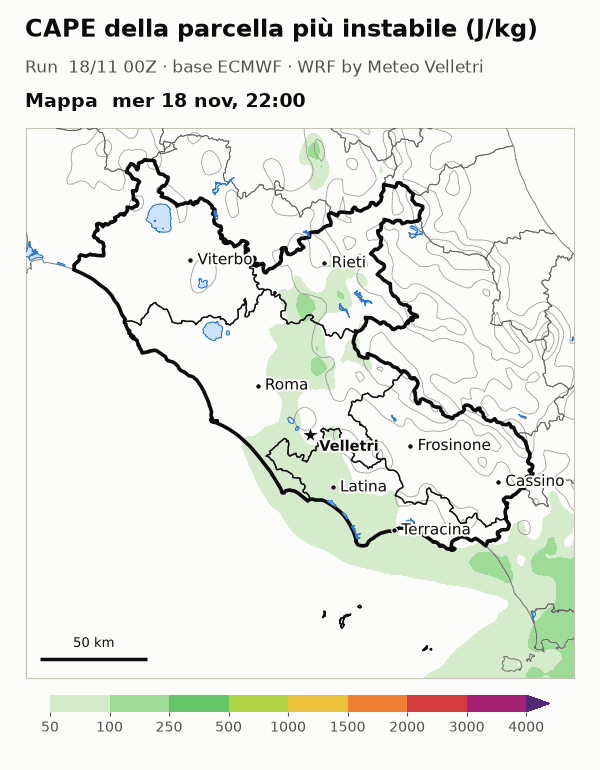 CAPE della parcella più instabile (J/kg)
Run  18/11 00Z · base ECMWF · WRF by Meteo Velletri
Mappa  mer 18 nov, 22:00
Viterbo
Rieti
Roma
Velletri
Frosinone
Latina
Cassino
Terracina
50 km
50 100 250 500 1000 1500 2000 3000 4000